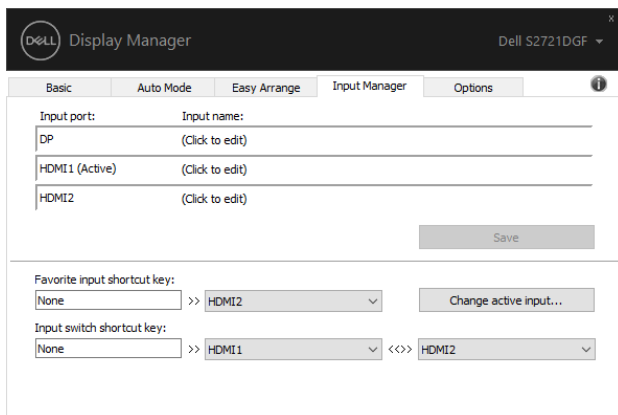 x
DELL Display Manager Dell S2721DGF
Basic Auto Mode Easy Arrange Input Manager Options i
Input port: Input name:
DP (Click to edit)
HDMI1 (Active) (Click to edit)
HDMI2 (Click to edit)
Save
Favorite input shortcut key:
None >> HDMI2 Change active input...
Input switch shortcut key:
None >> HDMI1 <<>> HDMI2